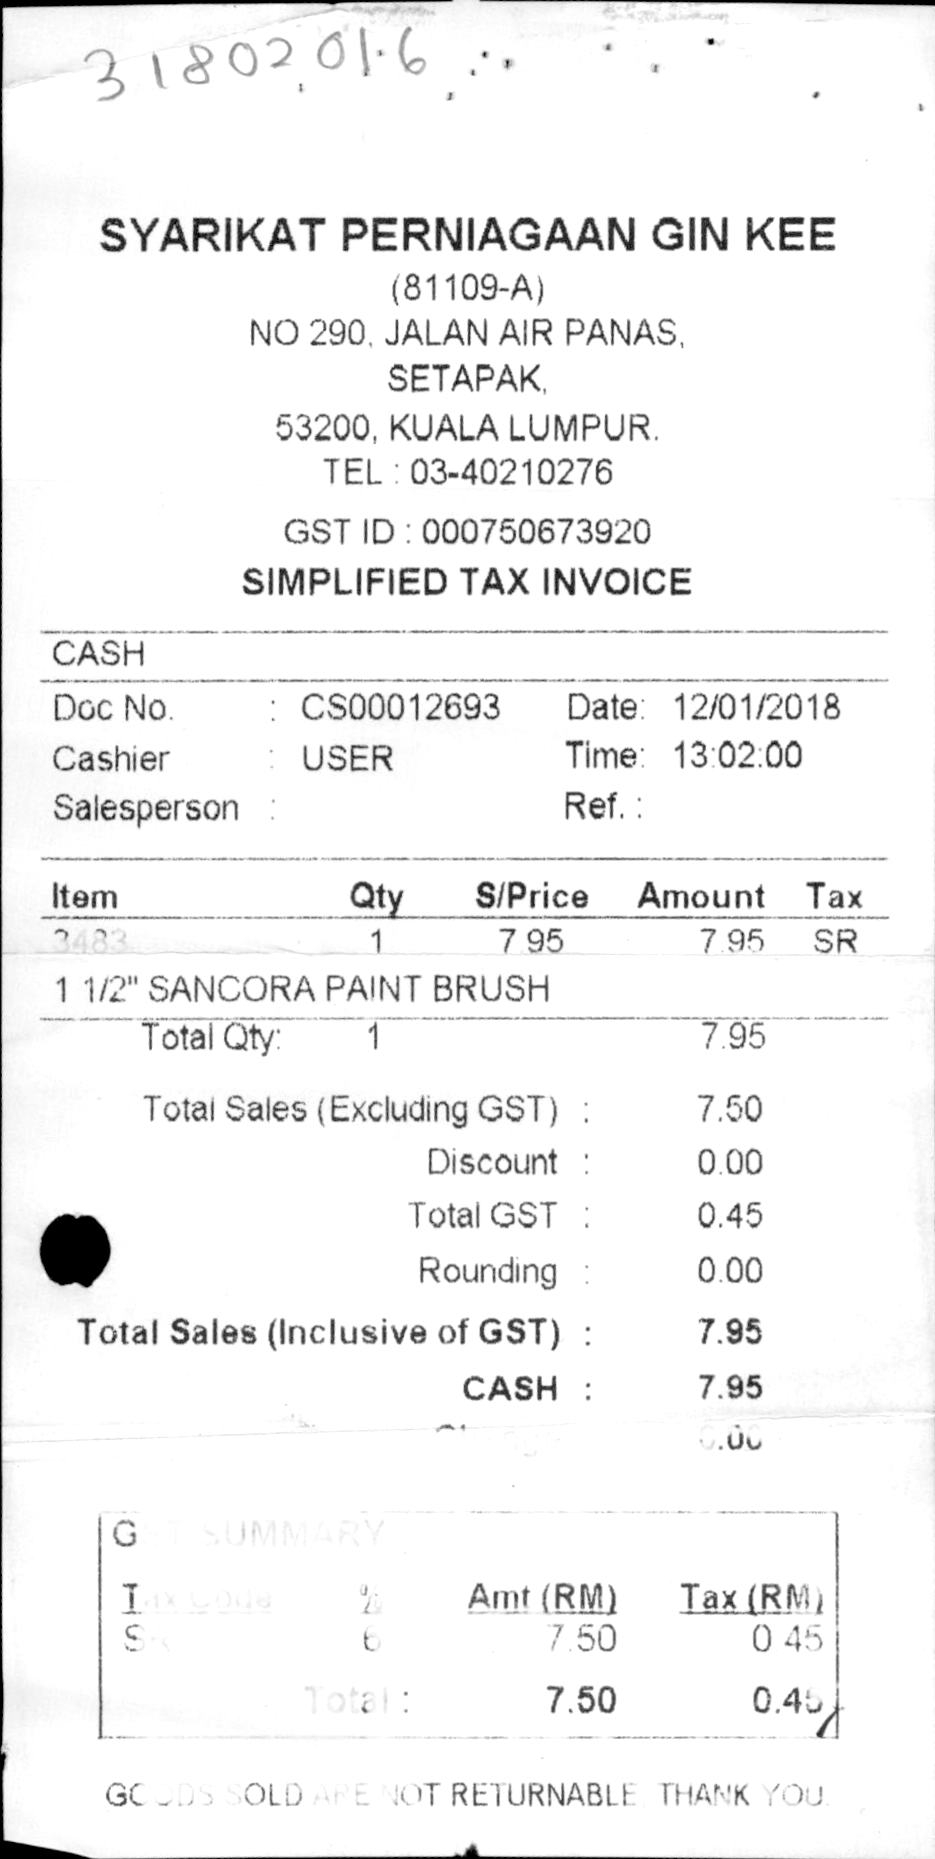 3180201·6
SYARIKAT PERNIAGAAN GIN KEE
(81109-A)
NO 290, JALAN AIR PANAS,
SETAPAK,
53200, KUALA LUMPUR.
TEL : 03-40210276
GST ID : 000750673920
SIMPLIFIED TAX INVOICE
CASH
Doc No. : CS00012693 Date: 12/01/2018
Cashier : USER Time: 13:02:00
Salesperson : Ref. :
Item Qty S/Price Amount Tax
3483 1 7.95 7.95 SR
1 1/2" SANCORA PAINT BRUSH
Total Qty: 1 7.95
Total Sales (Excluding GST) : 7.50
Discount : 0.00
Total GST : 0.45
Rounding : 0.00
Total Sales (Inclusive of GST) : 7.95
CASH : 7.95
0.00
GST SUMMARY
Tax Code % Amt (RM) Tax (RM)
SR 6 7.50 0.45
Total : 7.50 0.45
GOODS SOLD ARE NOT RETURNABLE, THANK YOU.